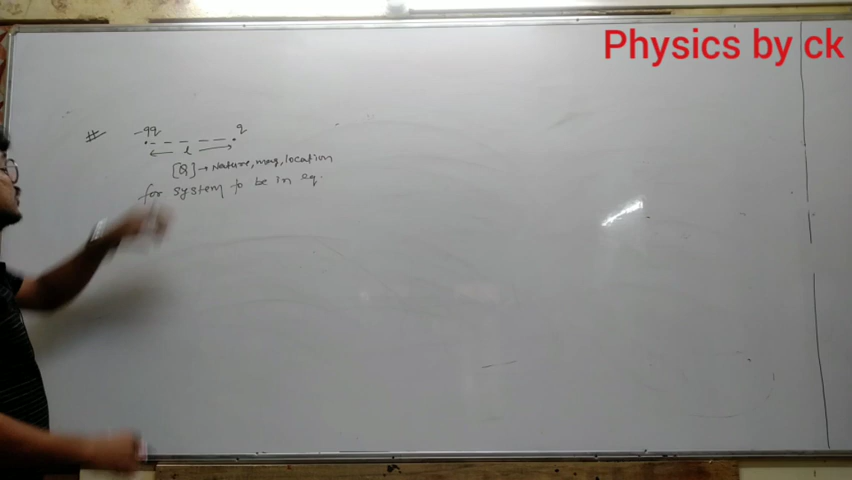 Physics by ck
# -9q q
l
[Q] → Nature, mag, location
for system to be in eq.